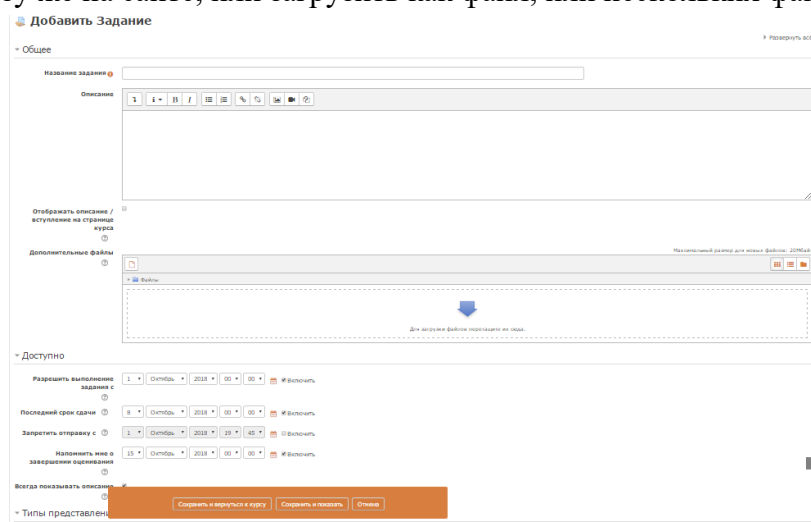 Добавить Задание
Развернуть всё
Общее
Название задания
Описание
Отображать описание / вступление на странице курса
Дополнительные файлы
Максимальный размер для новых файлов: 20Мбай
Файлы
Для загрузки файлов перетащите их сюда.
Доступно
Разрешить выполнение задания с
1 Октябрь 2018 00 00 Включить
Последний срок сдачи 8 Октябрь 2018 00 00 Включить
Запретить отправку с 1 Октябрь 2018 19 45 Включить
Напомнить мне о завершении оценивания
15 Октябрь 2018 00 00 Включить
Всегда показывать описание
Сохранить и вернуться к курсу Сохранить и показать Отмена
Типы представлен